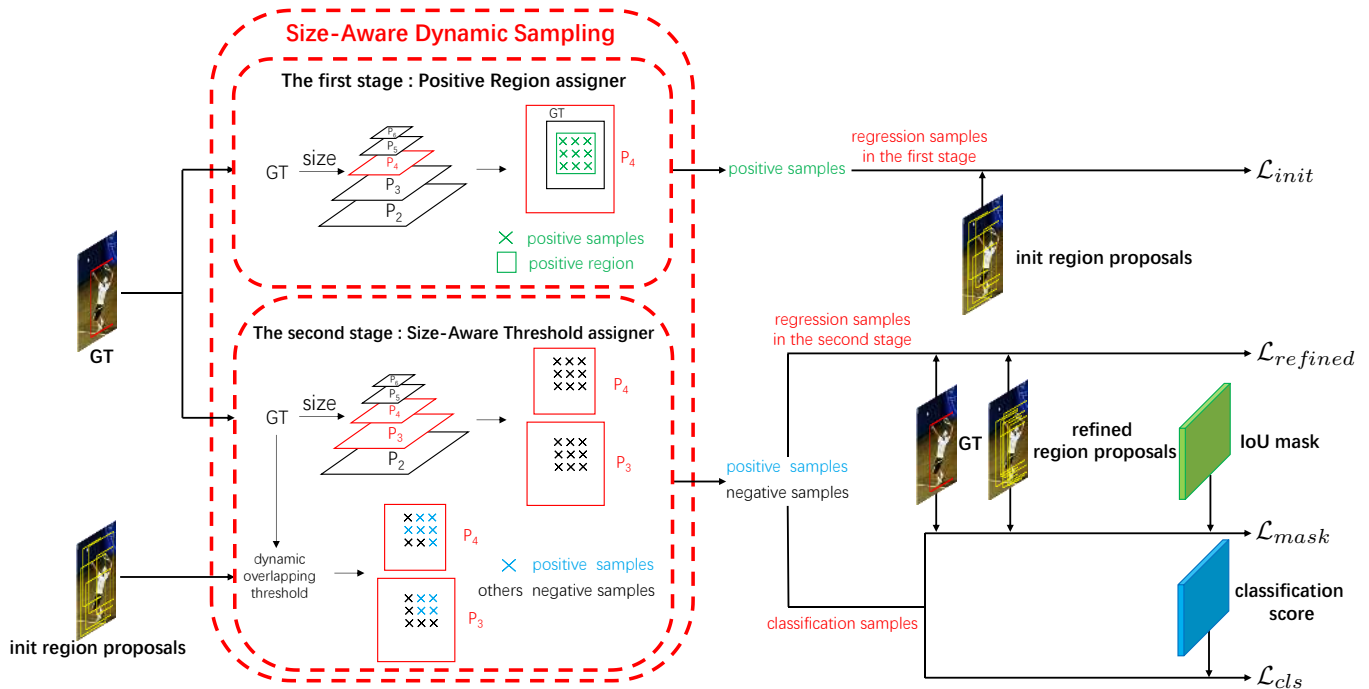 Size-Aware Dynamic Sampling
The first stage : Positive Region assigner
GT
size
P6
P5
P4
P3
P2
GT
P4
positive samples
positive region
positive samples
regression samples
in the first stage
ℒinit
init region proposals
GT
The second stage : Size-Aware Threshold assigner
GT
size
P6
P5
P4
P3
P2
P4
P3
dynamic
overlapping
threshold
P4
P3
positive samples
others negative samples
init region proposals
positive samples
negative samples
regression samples
in the second stage
ℒrefined
GT
refined
region proposals
IoU mask
ℒmask
classification samples
classification
score
ℒcls